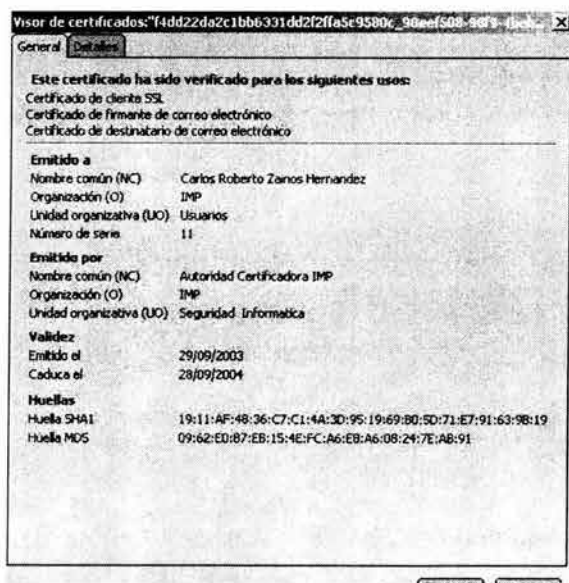 Visor de certificados:"f4dd22da2c1bb6331dd2f2ffa5c9580c_
General Detalles
Este certificado ha sido verificado para los siguientes usos:
Certificado de cliente SSL
Certificado de firmante de correo electrónico
Certificado de destinatario de correo electrónico
Emitido a
Nombre común (NC) Carlos Roberto Zainos Hernandez
Organización (O) IMP
Unidad organizativa (UO) Usuarios
Número de serie 11
Emitido por
Nombre común (NC) Autoridad Certificadora IMP
Organización (O) IMP
Unidad organizativa (UO) Seguridad Informatica
Validez
Emitido el 29/09/2003
Caduca el 28/09/2004
Huellas
Huella SHA1 19:11:AF:48:36:C7:C1:4A:3D:95:19:69:B0:5D:71:E7:91:63:9B:19
Huella MD5 09:62:ED:87:EB:15:4E:FC:A6:E8:A6:08:24:7E:AB:91